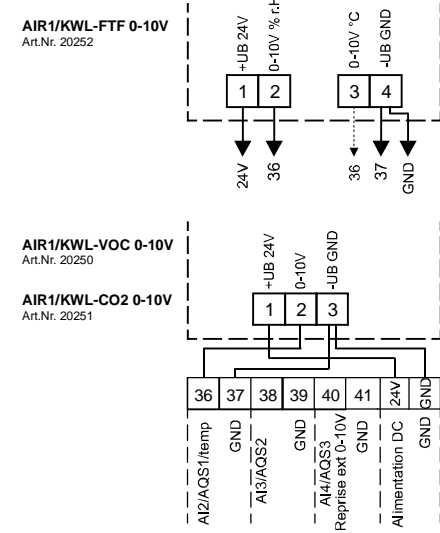 AIR1/KWL-FTF 0-10V
Art.Nr. 20252
+UB 24V
0-10V % r.H
0-10V °C
-UB GND
1 2 3 4
24V
36
36
37
GND
AIR1/KWL-VOC 0-10V
Art.Nr. 20250
AIR1/KWL-CO2 0-10V
Art.Nr. 20251
+UB 24V
0-10V
-UB GND
1 2 3
36 37 38 39 40 41 24V GND
AI2/AQS1/temp
GND
AI3/AQS2
GND
AI4/AQS3
Reprise ext 0-10V
GND
Alimentation DC
GND